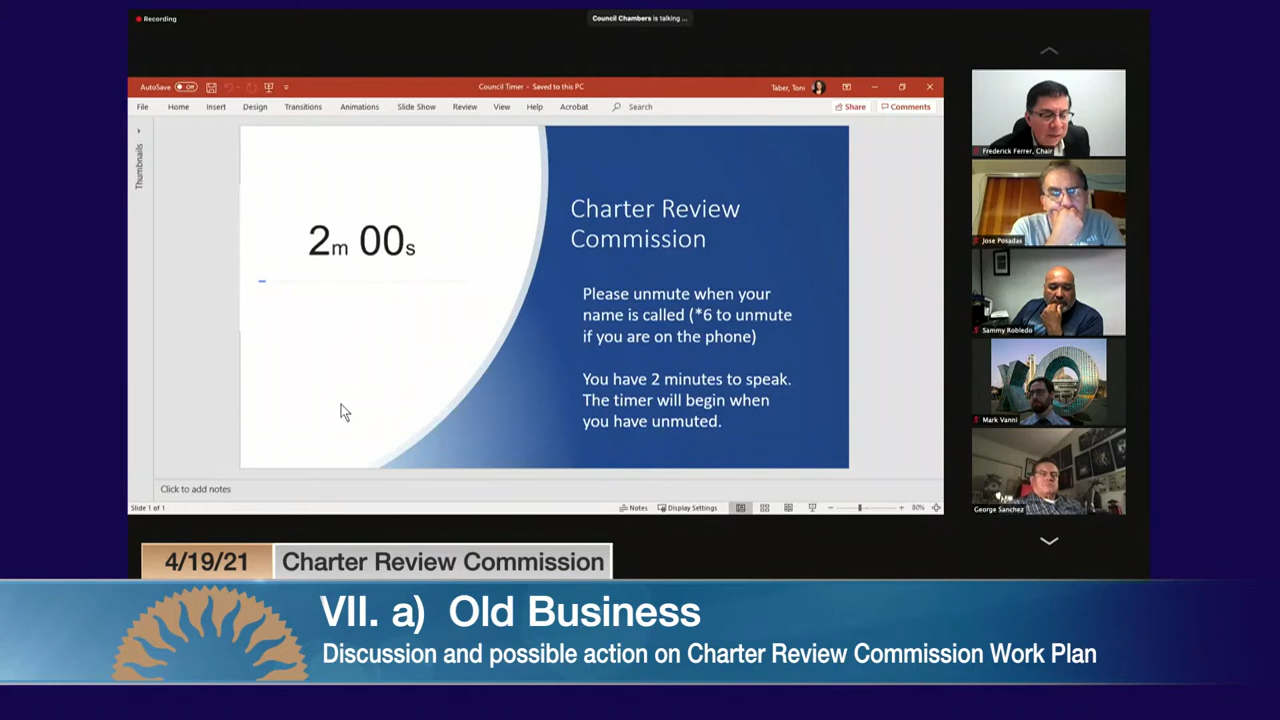 Recording
Council Chambers is talking ...
AutoSave Off
Council Timer - Saved to this PC
Taber, Toni
File Home Insert Design Transitions Animations Slide Show Review View Help Acrobat Search
Share Comments
Thumbnails
2m 00s
Charter Review
Commission
Please unmute when your
name is called (*6 to unmute
if you are on the phone)
You have 2 minutes to speak.
The timer will begin when
you have unmuted.
Click to add notes
Slide 1 of 1
Notes Display Settings
80%
Frederick Ferrer, Chair
Jose Posadas
Sammy Robledo
Mark Vanni
George Sanchez
4/19/21 Charter Review Commission
VII. a) Old Business
Discussion and possible action on Charter Review Commission Work Plan